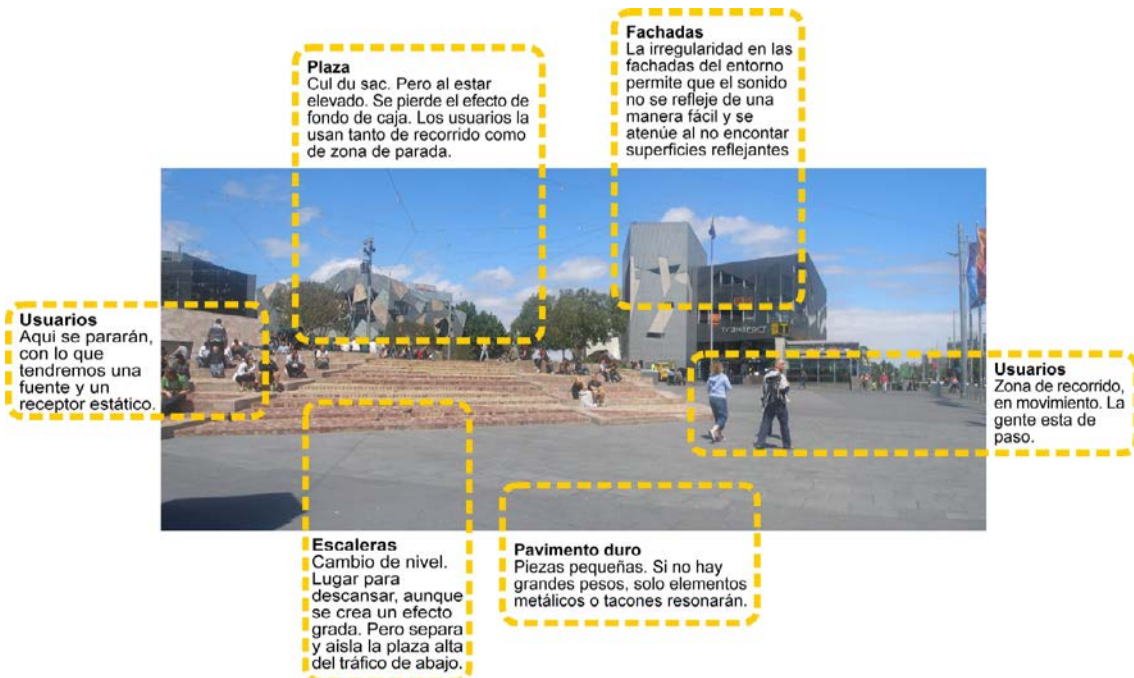 Fachadas
La irregularidad en las
fachadas del entorno
permite que el sonido
no se refleje de una
manera fácil y se
atenúe al no encontar
superficies reflejantes
Plaza
Cul du sac. Pero al estar
elevado. Se pierde el efecto de
fondo de caja. Los usuarios la
usan tanto de recorrido como
de zona de parada.
Usuarios
Aqui se pararán,
con lo que
tendremos una
fuente y un
receptor estático.
Usuarios
Zona de recorrido,
en movimiento. La
gente esta de
paso.
Escaleras
Cambio de nivel.
Lugar para
descansar, aunque
se crea un efecto
grada. Pero separa
y aisla la plaza alta
del tráfico de abajo.
Pavimento duro
Piezas pequeñas. Si no hay
grandes pesos, solo elementos
metálicos o tacones resonarán.